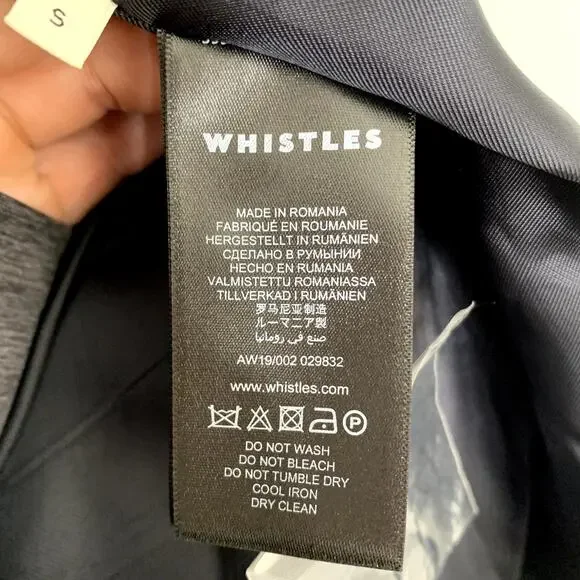 S
WHISTLES
MADE IN ROMANIA
FABRIQUÉ EN ROUMANIE
HERGESTELLT IN RUMÄNIEN
СДЕЛАНО В РУМЫНИИ
HECHO EN RUMANIA
VALMISTETTU ROMANIASSA
TILLVERKAD I RUMÄNIEN
罗马尼亚制造
ルーマニア製
صنع في رومانيا
AW19/002 029832
www.whistles.com
P
DO NOT WASH
DO NOT BLEACH
DO NOT TUMBLE DRY
COOL IRON
DRY CLEAN